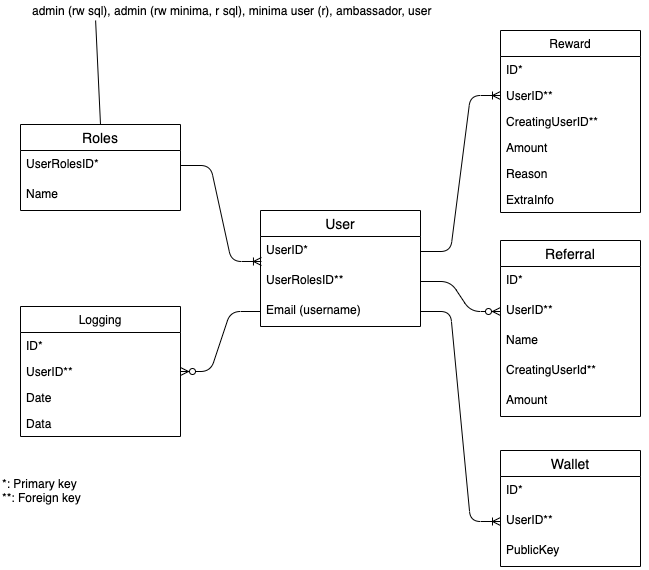 admin (rw sql), admin (rw minima, r sql), minima user (r), ambassador, user
Roles
UserRolesID*
Name
Logging
ID*
UserID**
Date
Data
*: Primary key
**: Foreign key
User
UserID*
UserRolesID**
Email (username)
Reward
ID*
UserID**
CreatingUserID**
Amount
Reason
ExtraInfo
Referral
ID*
UserID**
Name
CreatingUserId**
Amount
Wallet
ID*
UserID**
PublicKey